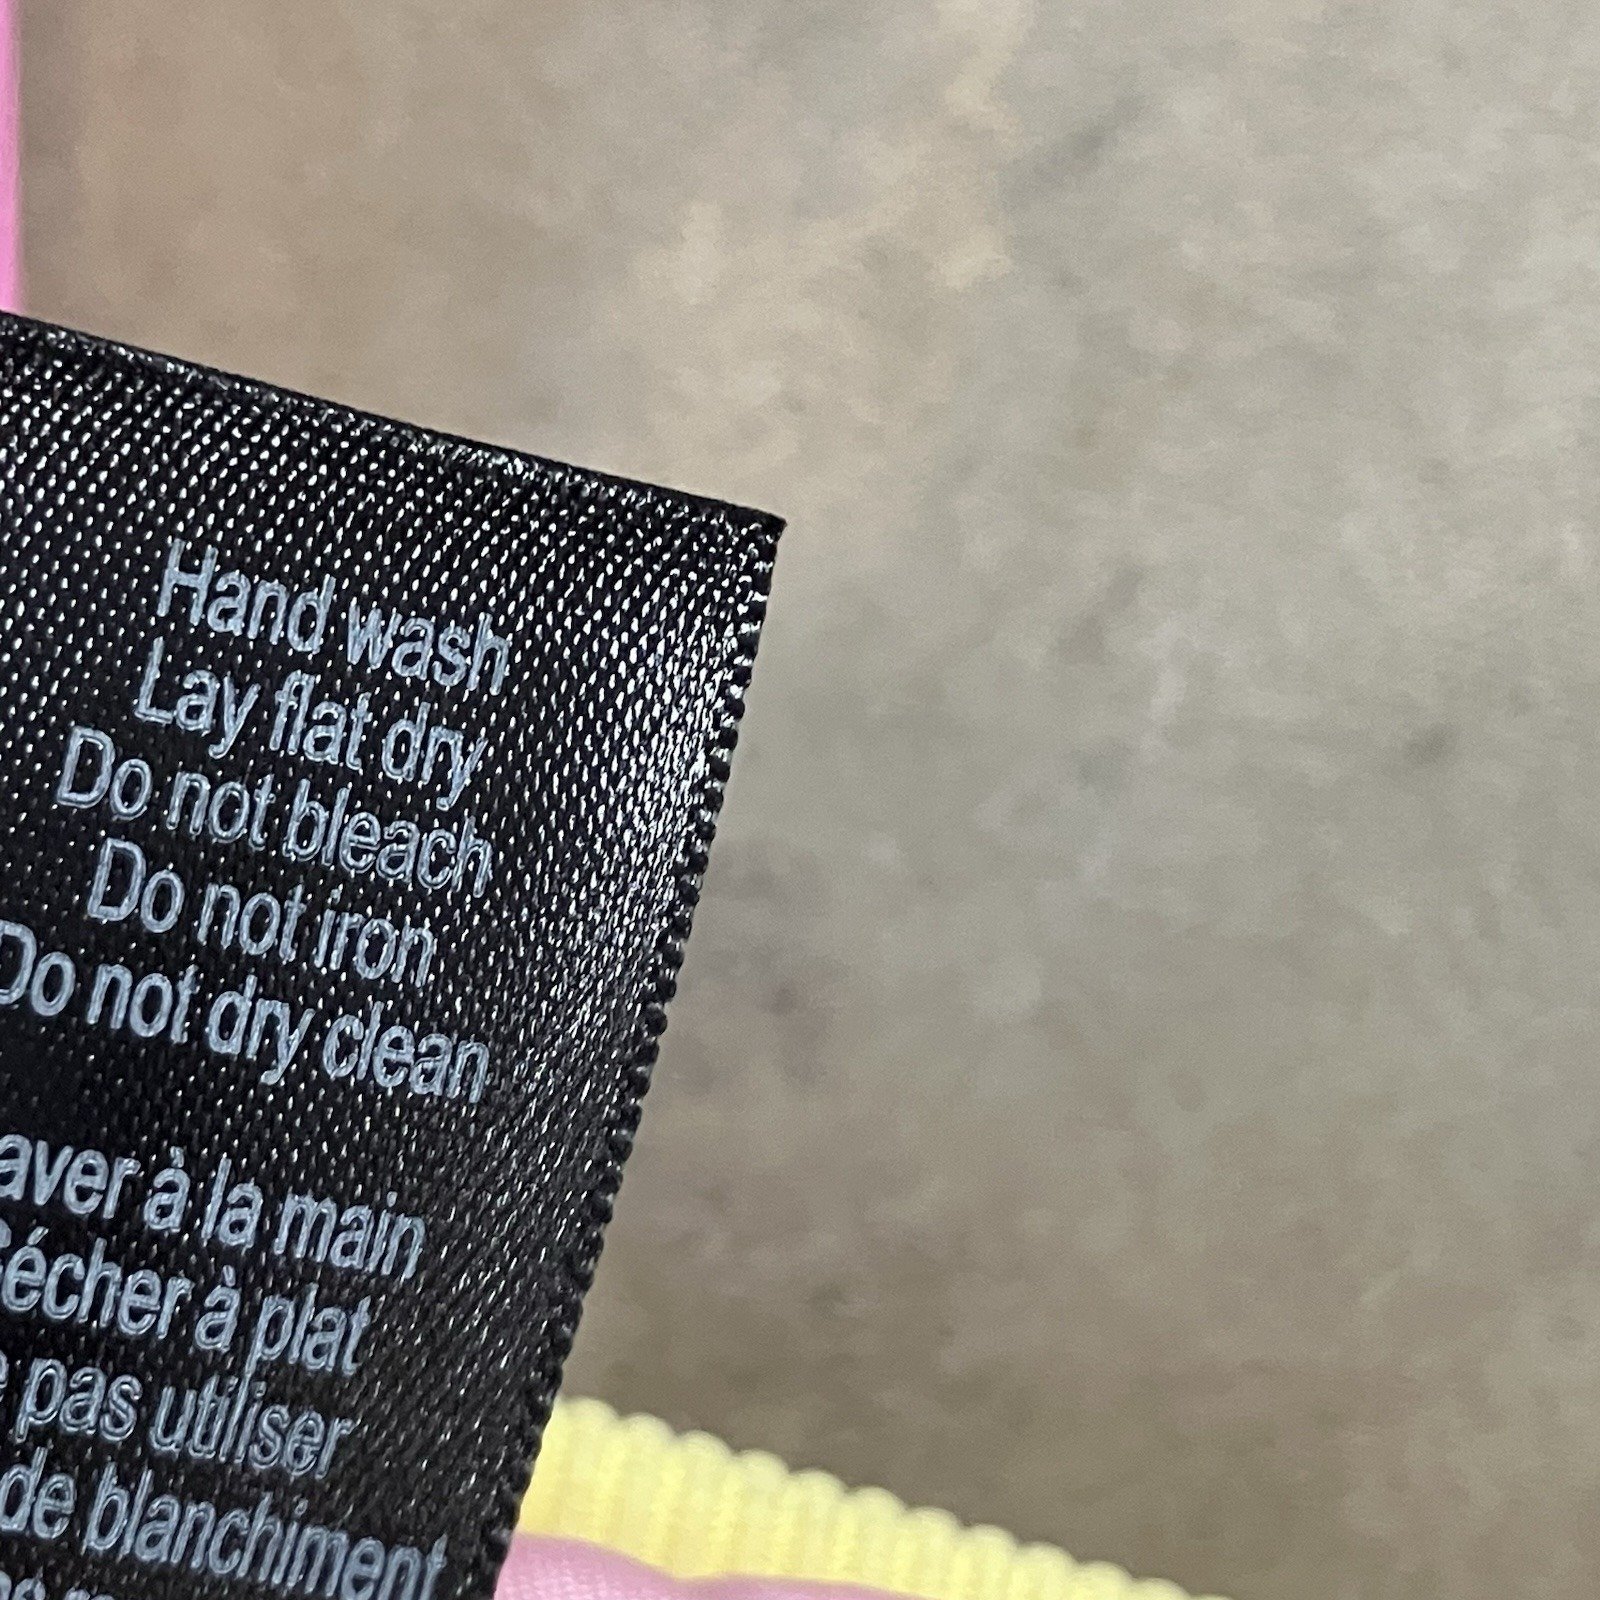 Hand wash
Lay flat dry
Do not bleach
Do not iron
Do not dry clean
aver à la main
Sécher à plat
pas utiliser
de blanchiment